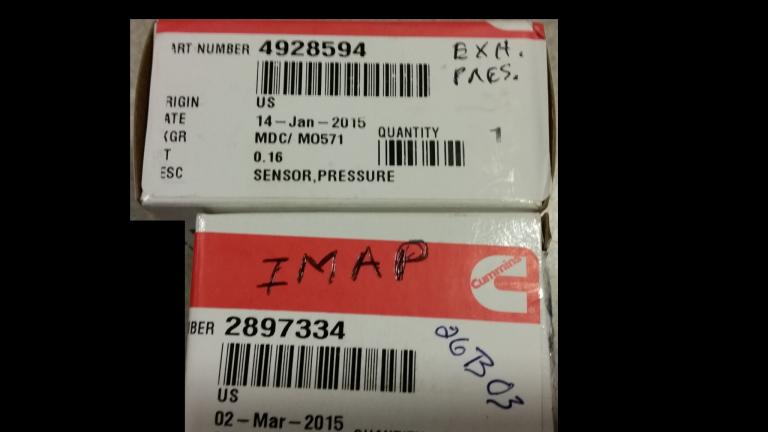 ART NUMBER 4928594 EXH.
PRES.
RIGIN US
ATE 14-Jan-2015
KGR MDC/ MO571 QUANTITY 1
T 0.16
ESC SENSOR,PRESSURE
IMAP
Cummins
BER 2897334
26B03
US
02-Mar-2015